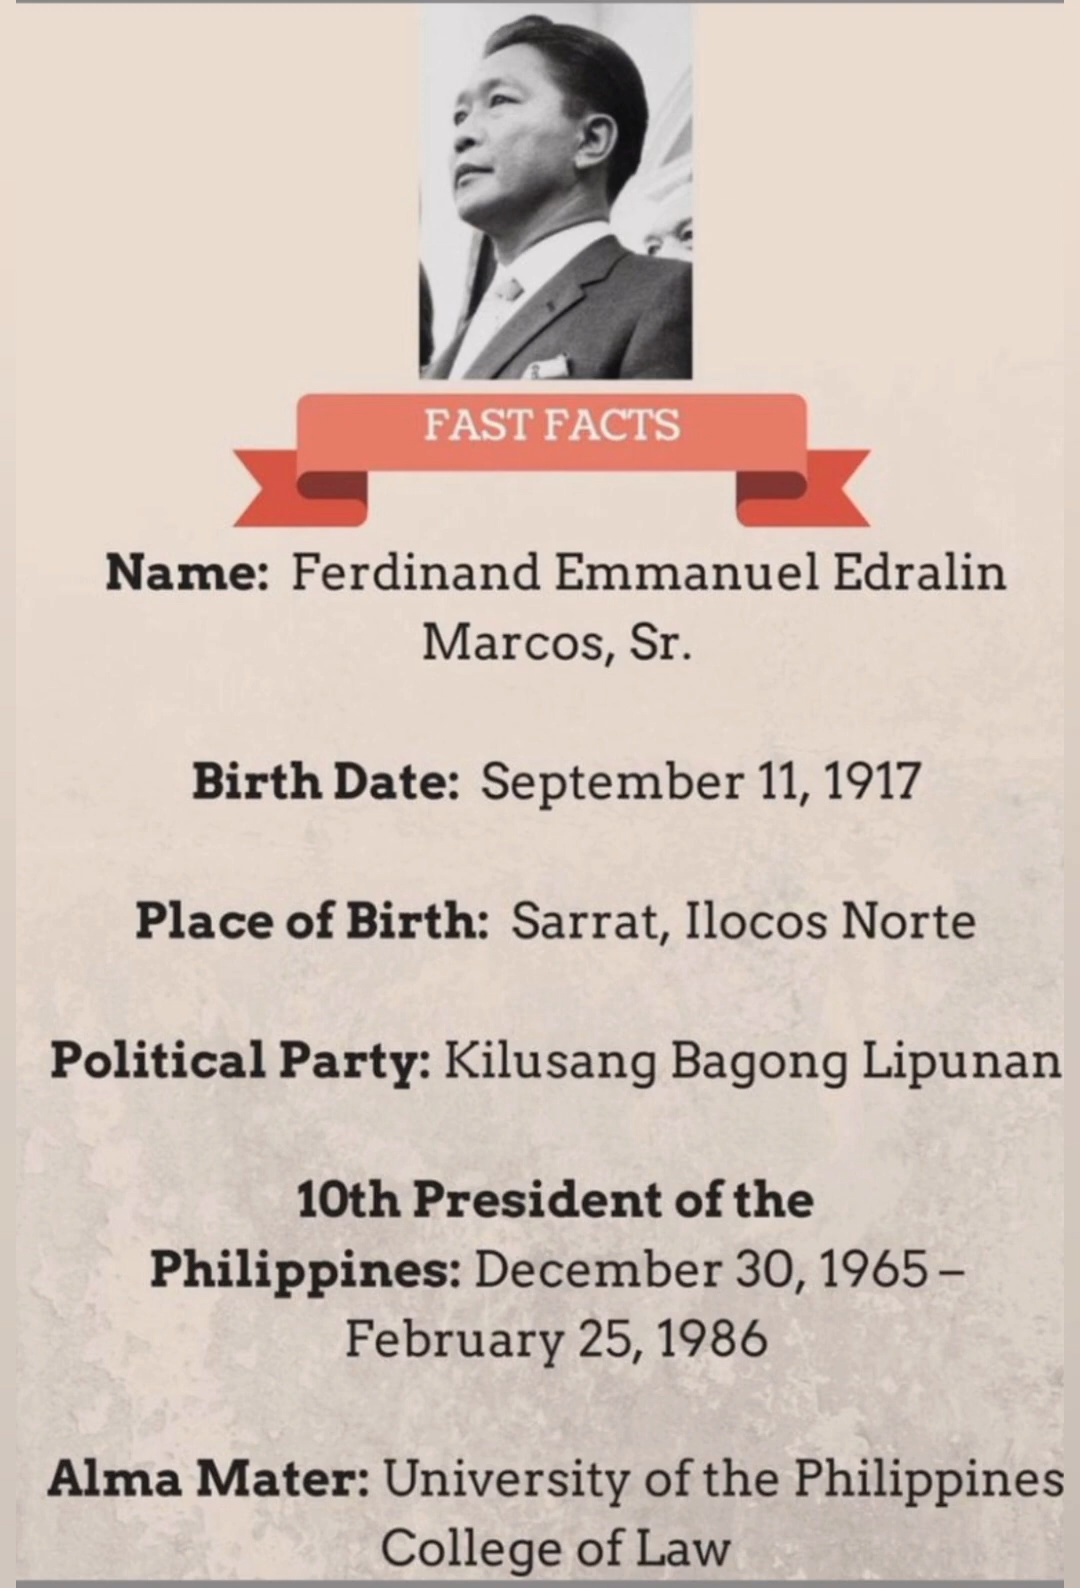 FAST FACTS
Name: Ferdinand Emmanuel Edralin
Marcos, Sr.
Birth Date: September 11, 1917
Place of Birth: Sarrat, Ilocos Norte
Political Party: Kilusang Bagong Lipunan
10th President of the
Philippines: December 30, 1965 –
February 25, 1986
Alma Mater: University of the Philippines
College of Law